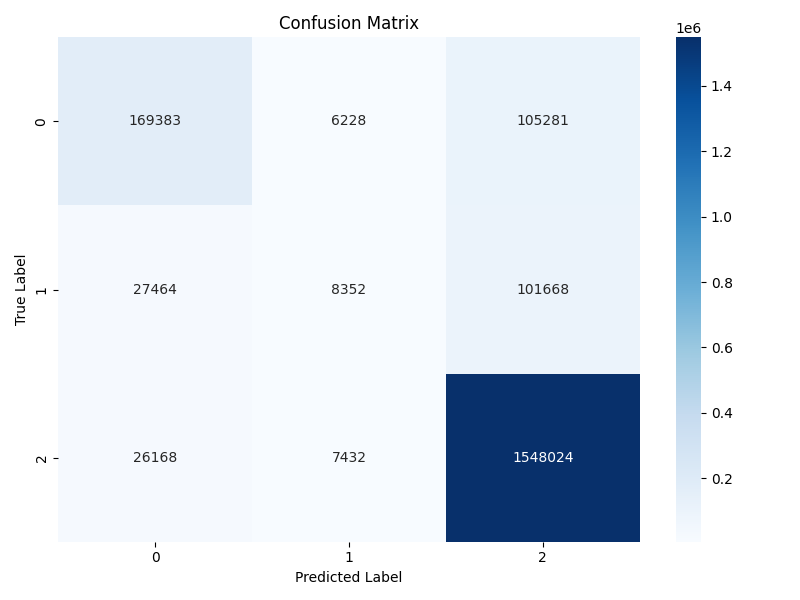 Confusion Matrix
1e6
169383 6228 105281
27464 8352 101668
26168 7432 1548024
0
1
2
True Label
0 1 2
Predicted Label
1.4
1.2
1.0
0.8
0.6
0.4
0.2